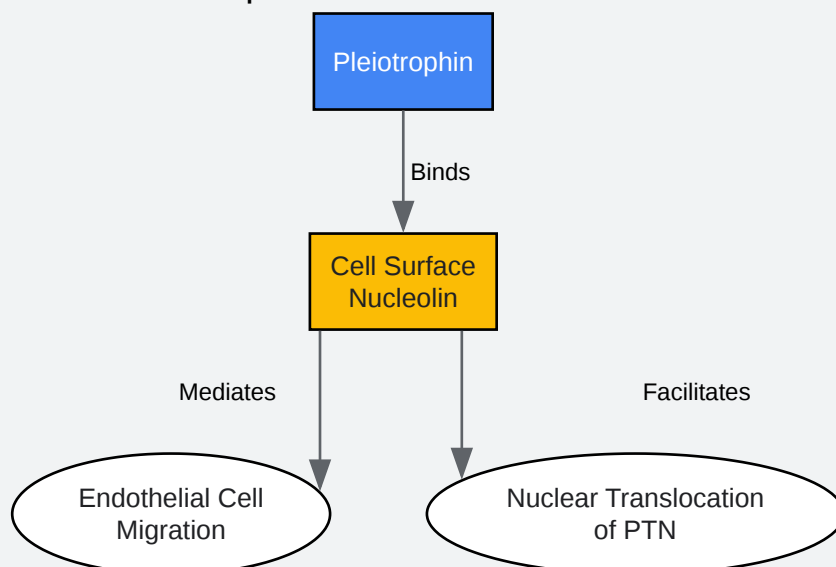 Pleiotrophin
Binds
Cell Surface
Nucleolin
Mediates
Facilitates
Endothelial Cell
Migration
Nuclear Translocation
of PTN